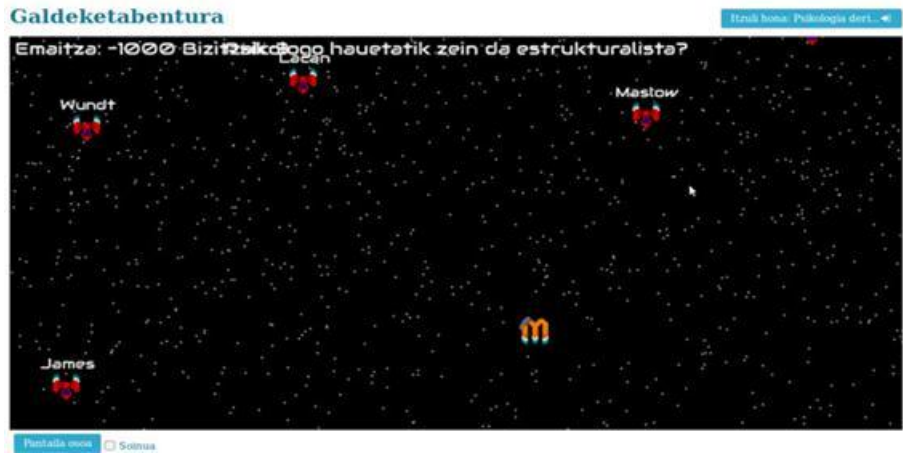 Galdeketabentura
Itzuli hona: Psikologia deri...
Emaitza: -1000 hauetatik zein da estrukturalista?
Lacan
Maslow
Wundt
m
James
Pantaila osoa
Soinua